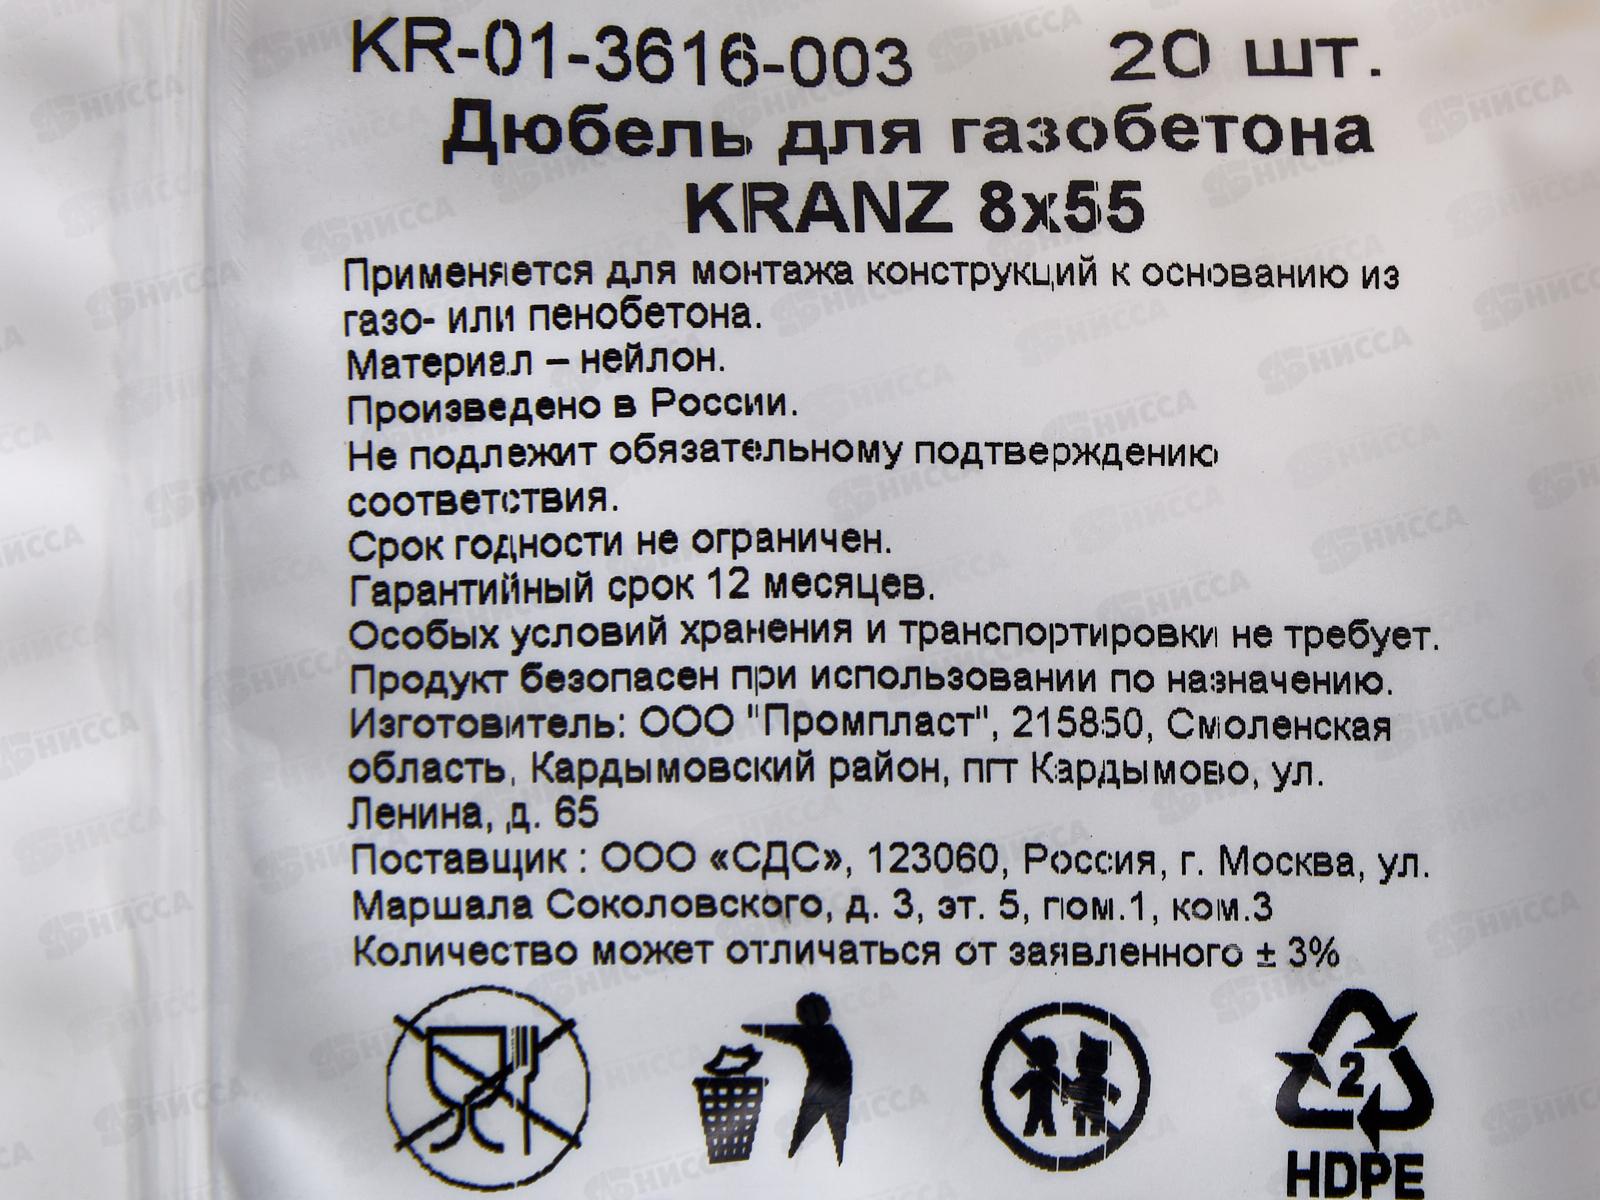 KR-01-3616-003 20 шт.
Дюбель для газобетона
KRANZ 8x55
Применяется для монтажа конструкций к основанию из
газо- или пенобетона.
Материал – нейлон.
Произведено в России.
Не подлежит обязательному подтверждению
соответствия.
Срок годности не ограничен.
Гарантийный срок 12 месяцев.
Особых условий хранения и транспортировки не требует.
Продукт безопасен при использовании по назначению.
Изготовитель: ООО "Промпласт", 215850, Смоленская
область, Кардымовский район, пгт Кардымово, ул.
Ленина, д. 65
Поставщик : ООО «СДС», 123060, Россия, г. Москва, ул.
Маршала Соколовского, д. 3, эт. 5, пом.1, ком.3
Количество может отличаться от заявленного ± 3%
2
HDPE
НИССА